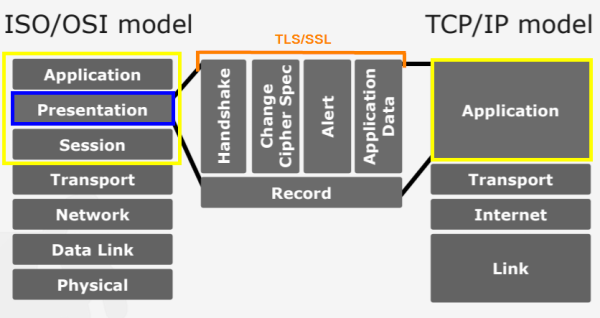 ISO/OSI model
TCP/IP model
TLS/SSL
Application
Presentation
Session
Transport
Network
Data Link
Physical
Handshake
Change
Cipher Spec
Alert
Application
Data
Record
Application
Transport
Internet
Link